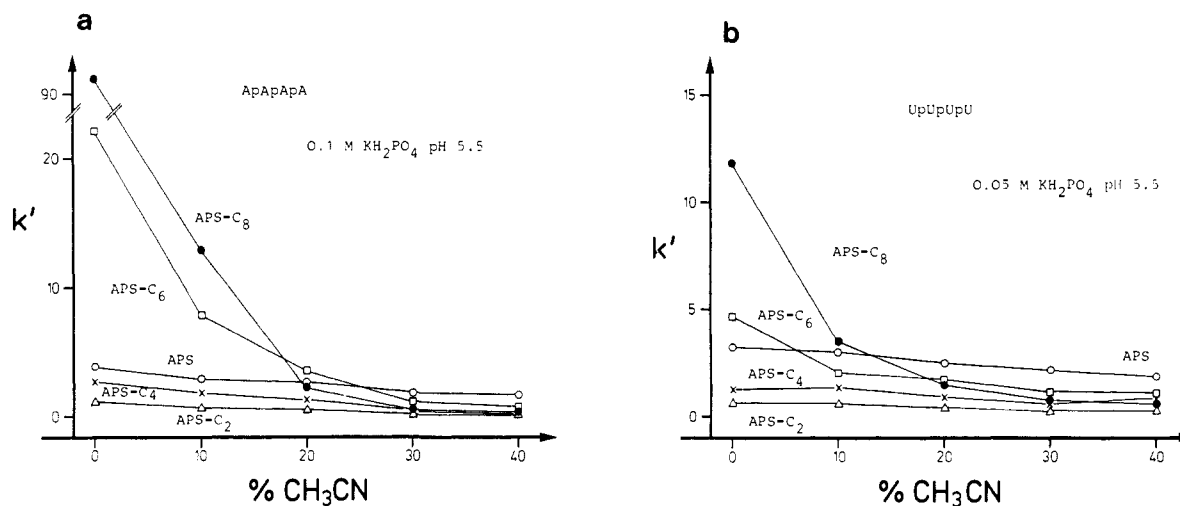 a
90
20
10
0
k'
ApApApA
0.1 M KH₂PO₄ pH 5.5
APS-C₈
APS-C₆
APS
APS-C₄
APS-C₂
0 10 20 30 40
% CH₃CN
b
15
10
5
0
k'
UpUpUpU
0.05 M KH₂PO₄ pH 5.5
APS-C₈
APS-C₆
APS
APS-C₄
APS-C₂
0 10 20 30 40
% CH₃CN